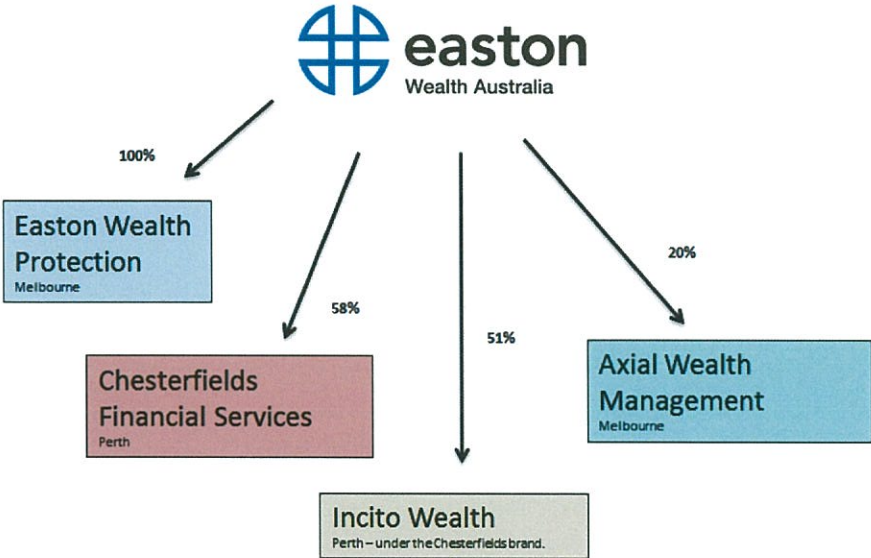 easton
Wealth Australia
100%
Easton Wealth
Protection
Melbourne
58%
Chesterfields
Financial Services
Perth
51%
Incito Wealth
Perth – under the Chesterfields brand.
20%
Axial Wealth
Management
Melbourne